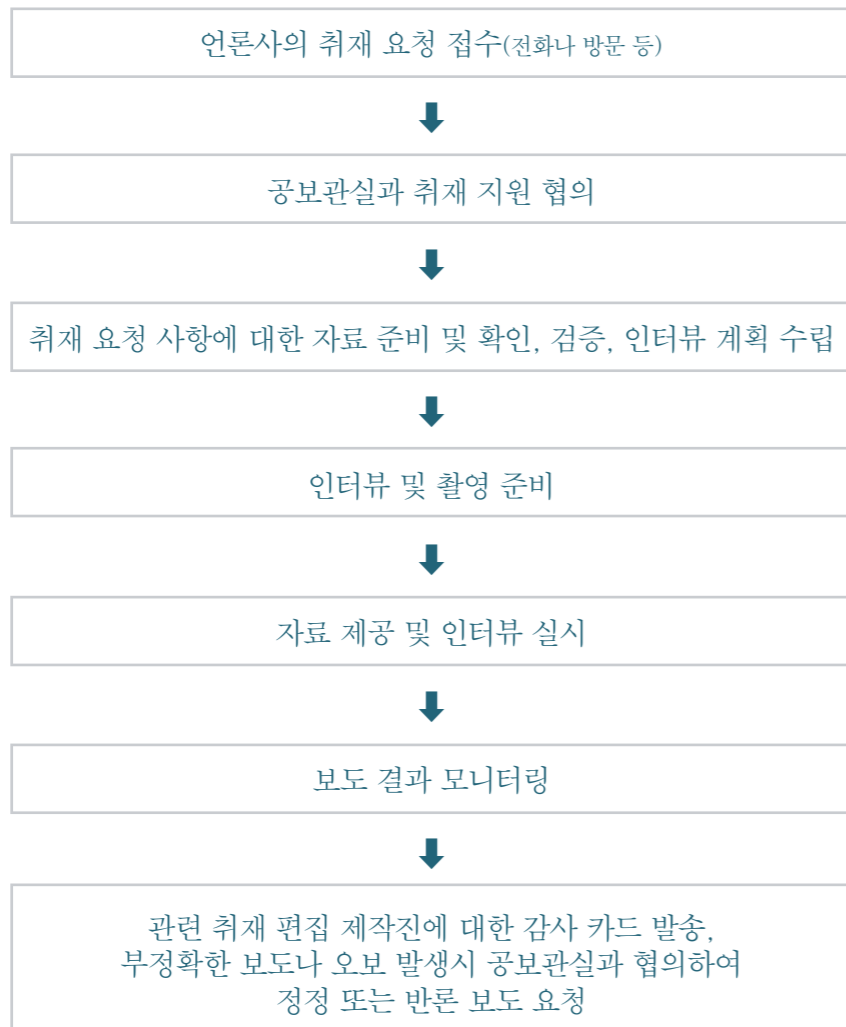 언론사의 취재 요청 접수(전화나 방문 등)
공보관실과 취재 지원 협의
취재 요청 사항에 대한 자료 준비 및 확인, 검증, 인터뷰 계획 수립
인터뷰 및 촬영 준비
자료 제공 및 인터뷰 실시
보도 결과 모니터링
관련 취재 편집 제작진에 대한 감사 카드 발송,
부정확한 보도나 오보 발생시 공보관실과 협의하여
정정 또는 반론 보도 요청